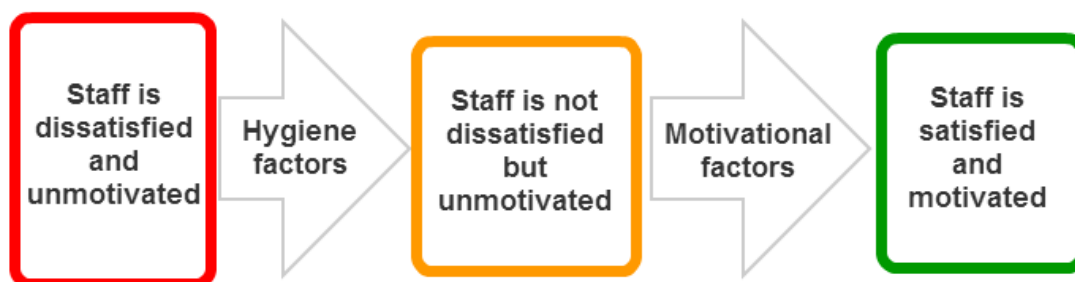 Staff is
dissatisfied
and
unmotivated
Hygiene
factors
Staff is not
dissatisfied
but
unmotivated
Motivational
factors
Staff is
satisfied
and
motivated